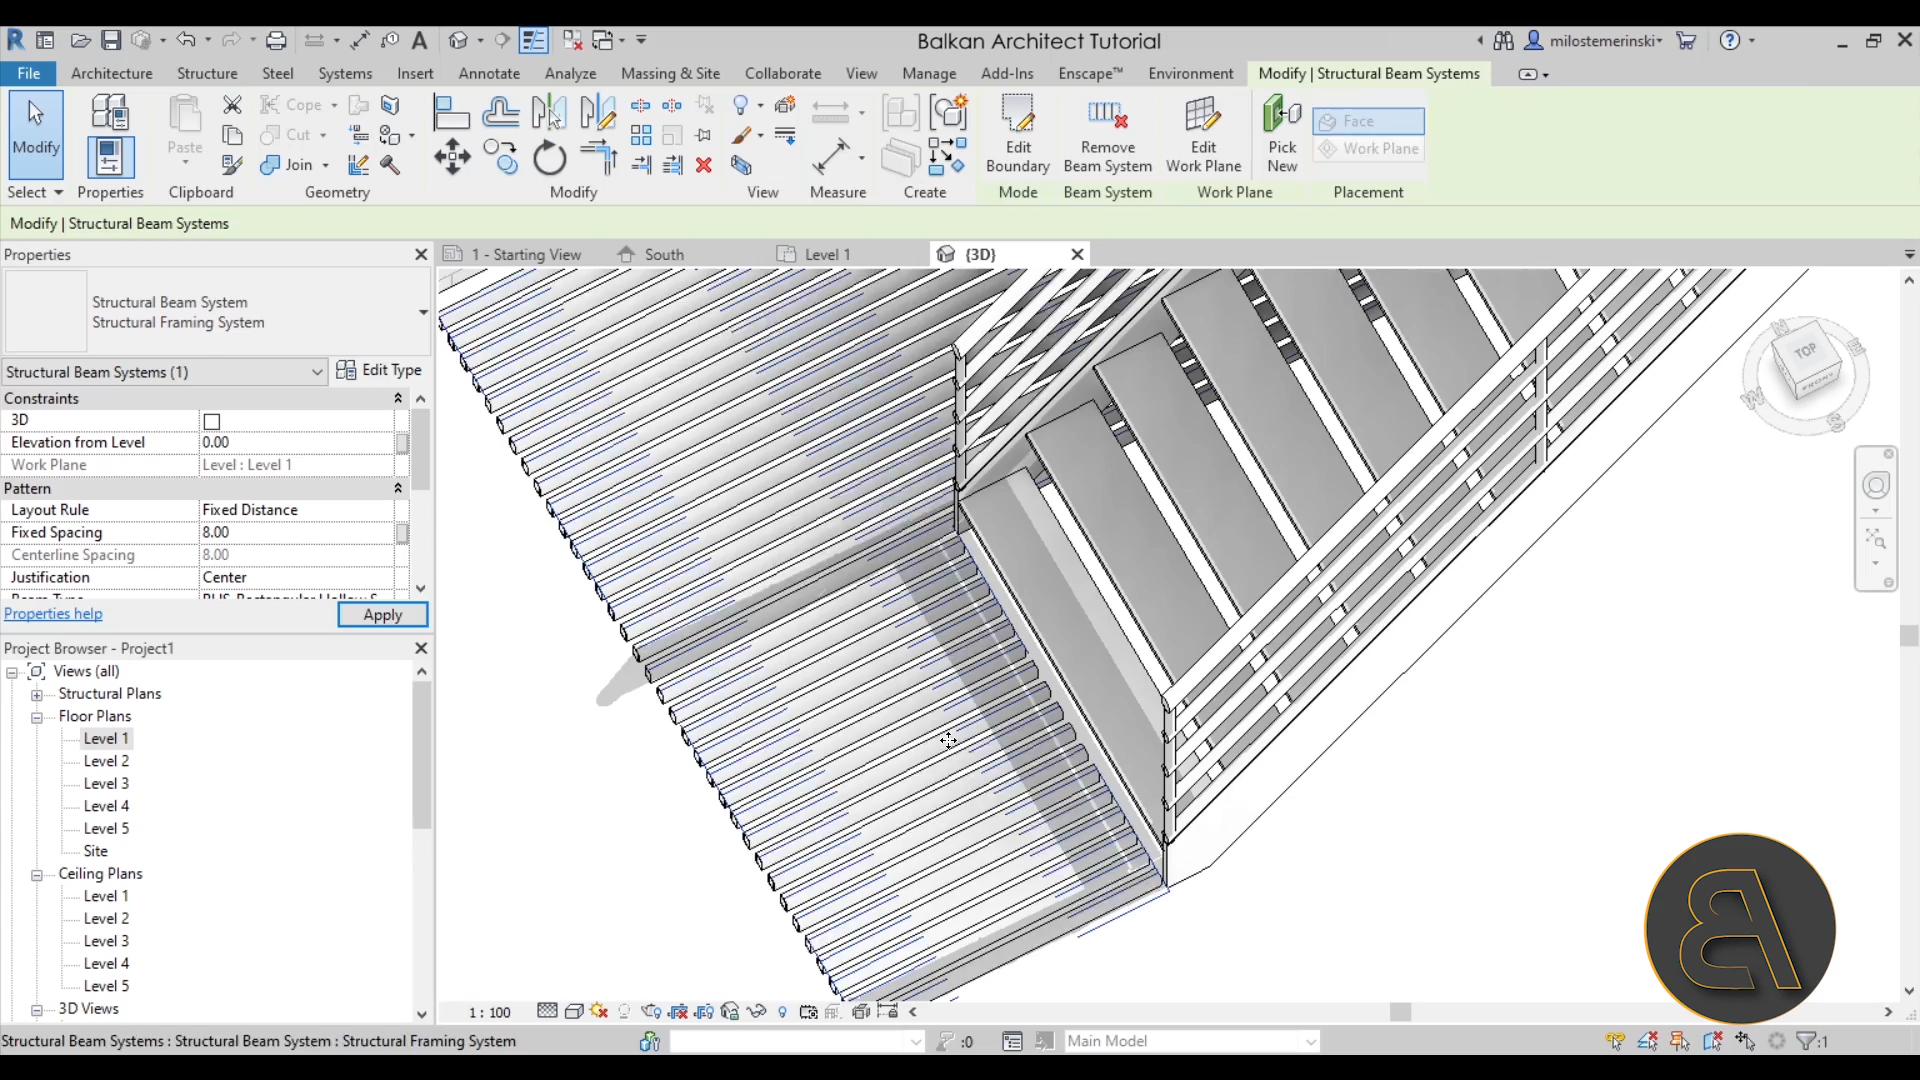 Balkan Architect Tutorial
milostemerinski
File Architecture Structure Steel Systems Insert Annotate Analyze Massing & Site Collaborate View Manage Add-Ins Enscape™ Environment Modify | Structural Beam Systems
Modify
Paste
Cope
Cut
Join
Edit Boundary
Remove Beam System
Edit Work Plane
Pick New
Face
Work Plane
Select Properties Clipboard Geometry Modify View Measure Create Mode Beam System Work Plane Placement
Modify | Structural Beam Systems
Properties
1 - Starting View
South
Level 1
{3D}
Structural Beam System
Structural Framing System
Structural Beam Systems (1)
Edit Type
Constraints
3D
Elevation from Level 0.00
Work Plane Level : Level 1
Pattern
Layout Rule Fixed Distance
Fixed Spacing 8.00
Centerline Spacing 8.00
Justification Center
Properties help
Apply
Project Browser - Project1
Views (all)
Structural Plans
Floor Plans
Level 1
Level 2
Level 3
Level 4
Level 5
Site
Ceiling Plans
Level 1
Level 2
Level 3
Level 4
Level 5
3D Views
TOP
FRONT
N
E
W
S
1 : 100
Structural Beam Systems : Structural Beam System : Structural Framing System
:0
Main Model
:1